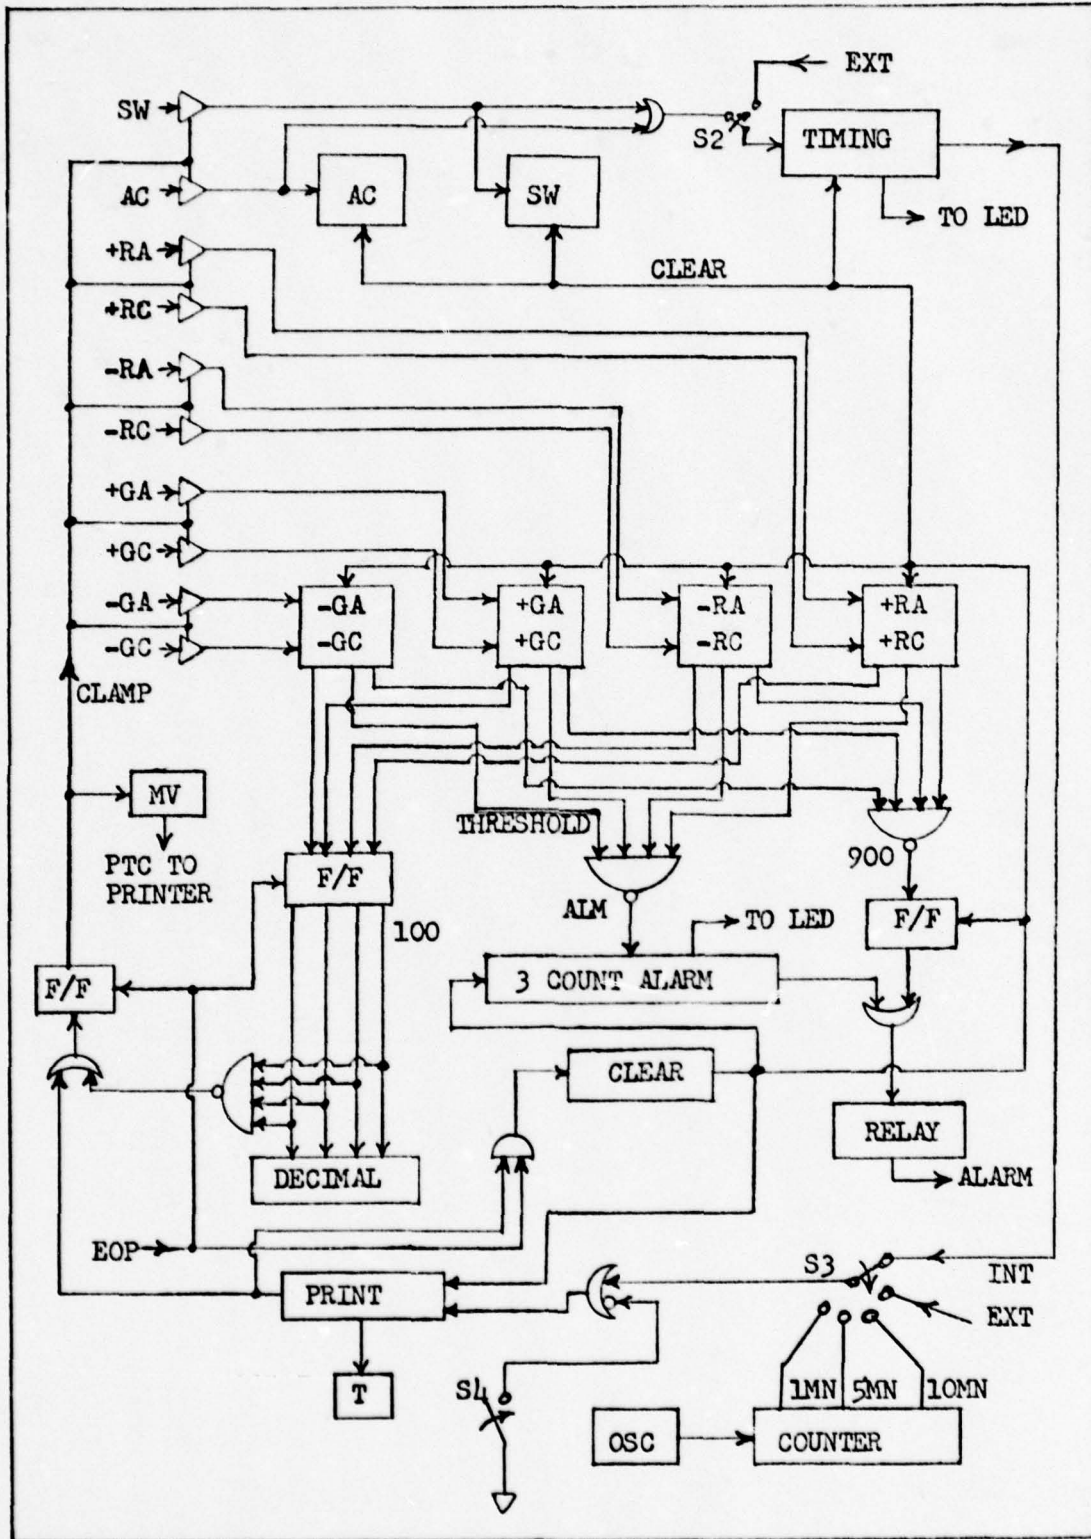 EXT
SW
S2
TIMING
AC
AC
SW
TO LED
+RA
CLEAR
+RC
-RA
-RC
+GA
+GC
-GA
-GA
+GA
-RA
+RA
-GC
-GC
+GC
-RC
+RC
CLAMP
MV
THRESHOLD
PTC TO
PRINTER
F/F
900
ALM
TO LED
F/F
100
F/F
3 COUNT ALARM
CLEAR
RELAY
DECIMAL
ALARM
EOP
S3
INT
PRINT
EXT
T
S4
1MN
5MN
10MN
OSC
COUNTER